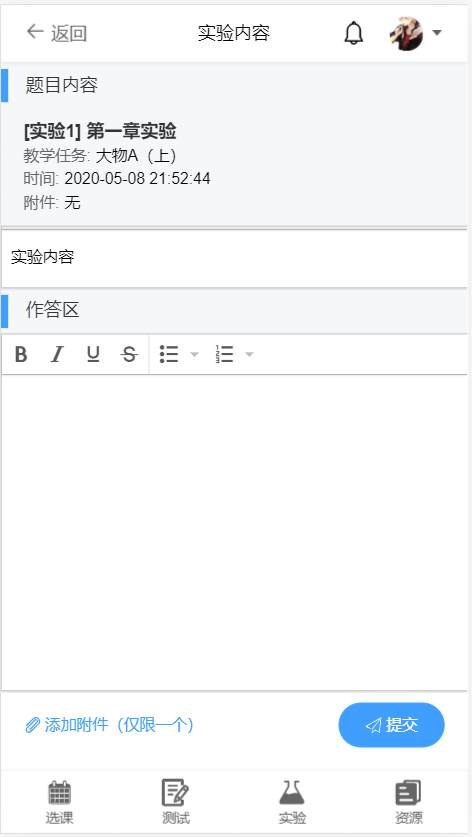 返回 实验内容
题目内容
[实验1] 第一章实验
教学任务: 大物A（上）
时间: 2020-05-08 21:52:44
附件: 无
实验内容
作答区
B I U S
添加附件（仅限一个） 提交
选课 测试 实验 资源